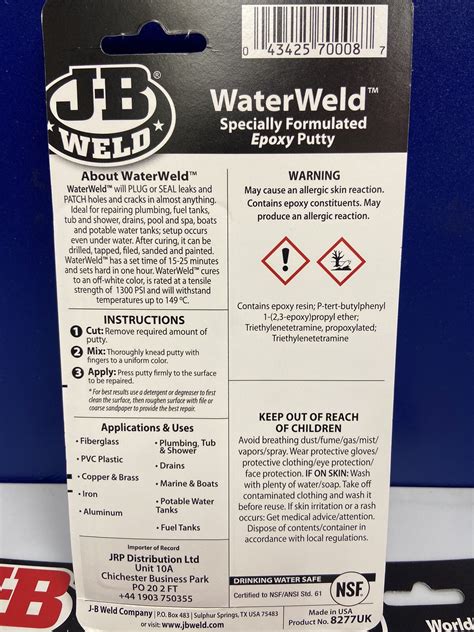 0 43425 70008 7
J-B
WELD
WaterWeld™
Specially Formulated
Epoxy Putty
About WaterWeld™
WaterWeld™ will PLUG or SEAL leaks and
PATCH holes and cracks in almost anything.
Ideal for repairing plumbing, fuel tanks,
tub and shower, drains, pool and spa, boats
and potable water tanks; setup occurs
even under water. After curing, it can be
drilled, tapped, filed, sanded and painted.
WaterWeld™ has a set time of 15-25 minutes
and sets hard in one hour. WaterWeld™ cures
to an off-white color, is rated at a tensile
strength of 1300 PSI and will withstand
temperatures up to 149 °C.
INSTRUCTIONS
1 Cut: Remove required amount of
putty.
2 Mix: Thoroughly knead putty with
fingers to a uniform color.
3 Apply: Press putty firmly to the surface
to be repaired.
*For best results use a detergent or degreaser to first
clean the surface, then roughen surface with file or
coarse sandpaper to provide the best repair.
Applications & Uses
• Fiberglass
• PVC Plastic
• Copper & Brass
• Iron
• Aluminum
• Plumbing, Tub
& Shower
• Drains
• Marine & Boats
• Potable Water
Tanks
• Fuel Tanks
Importer of Record
JRP Distribution Ltd
Unit 10A
Chichester Business Park
PO 20 2 FT
+44 1903 750355
WARNING
May cause an allergic skin reaction.
Contains epoxy constituents. May
produce an allergic reaction.
Contains epoxy resin; P-tert-butylphenyl
1-(2,3-epoxy)propyl ether;
Triethylenetetramine, propoxylated;
Triethylenetetramine
KEEP OUT OF REACH
OF CHILDREN
Avoid breathing dust/fume/gas/mist/
vapors/spray. Wear protective gloves/
protective clothing/eye protection/
face protection. IF ON SKIN: Wash
with plenty of water/soap. Take off
contaminated clothing and wash it
before reuse. If skin irritation or a rash
occurs: Get medical advice/attention.
Dispose of contents/container in
accordance with local regulations.
DRINKING WATER SAFE
Certified to NSF/ANSI Std. 61
NSF
J-B Weld Company | P.O. Box 483 | Sulphur Springs, TX 75483
or visit: www.jbweld.com
Made in USA
Product No. 8277UK
-B
World